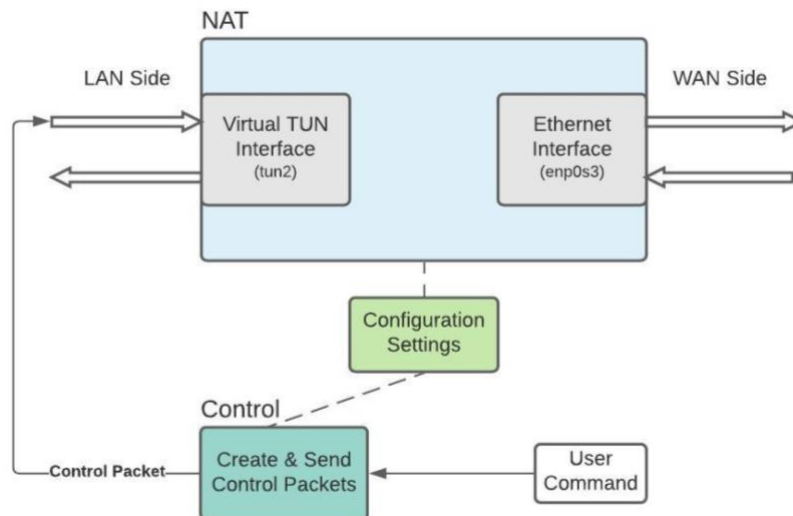 NAT
LAN Side
WAN Side
Virtual TUN
Interface
(tun2)
Ethernet
Interface
(enp0s3)
Configuration
Settings
Control
Control Packet
Create & Send
Control Packets
User
Command